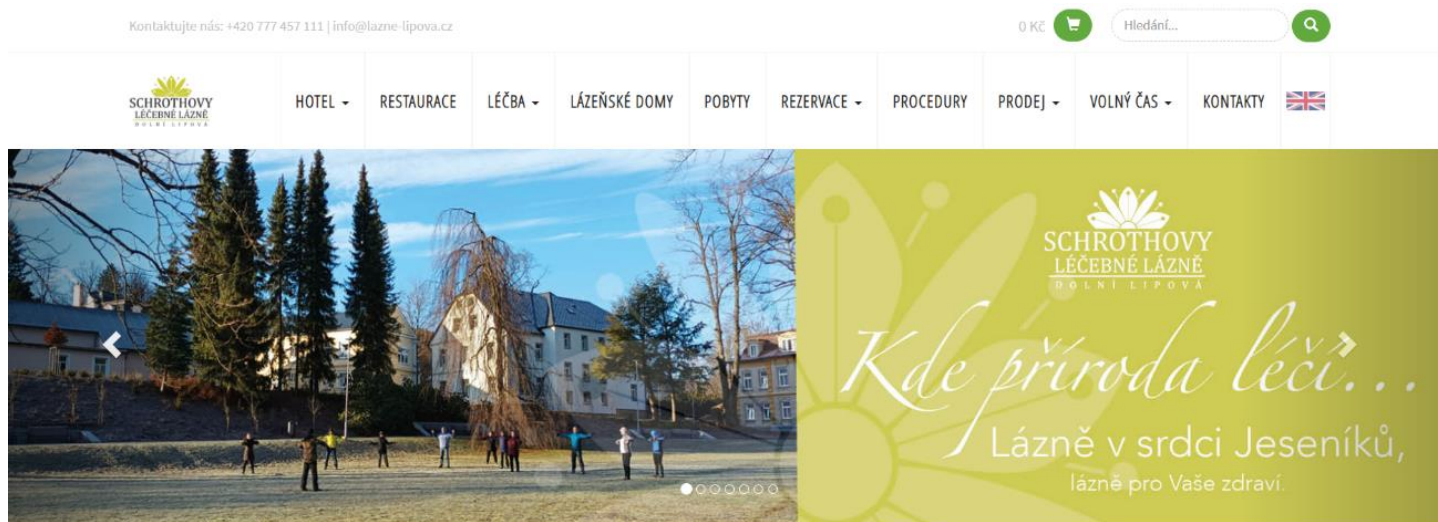 Kontaktujte nás: +420 777 457 111 | info@lazne-lipova.cz
0 Kč
Hledání...
SCHROTHOVY
LÉČEBNÉ LÁZNĚ
DOLNÍ LIPOVÁ
HOTEL
RESTAURACE
LÉČBA
LÁZEŇSKÉ DOMY
POBYTY
REZERVACE
PROCEDURY
PRODEJ
VOLNÝ ČAS
KONTAKTY
SCHROTHOVY
LÉČEBNÉ LÁZNĚ
DOLNÍ LIPOVÁ
Kde příroda léčí...
Lázně v srdci Jeseníků,
lázně pro Vaše zdraví.